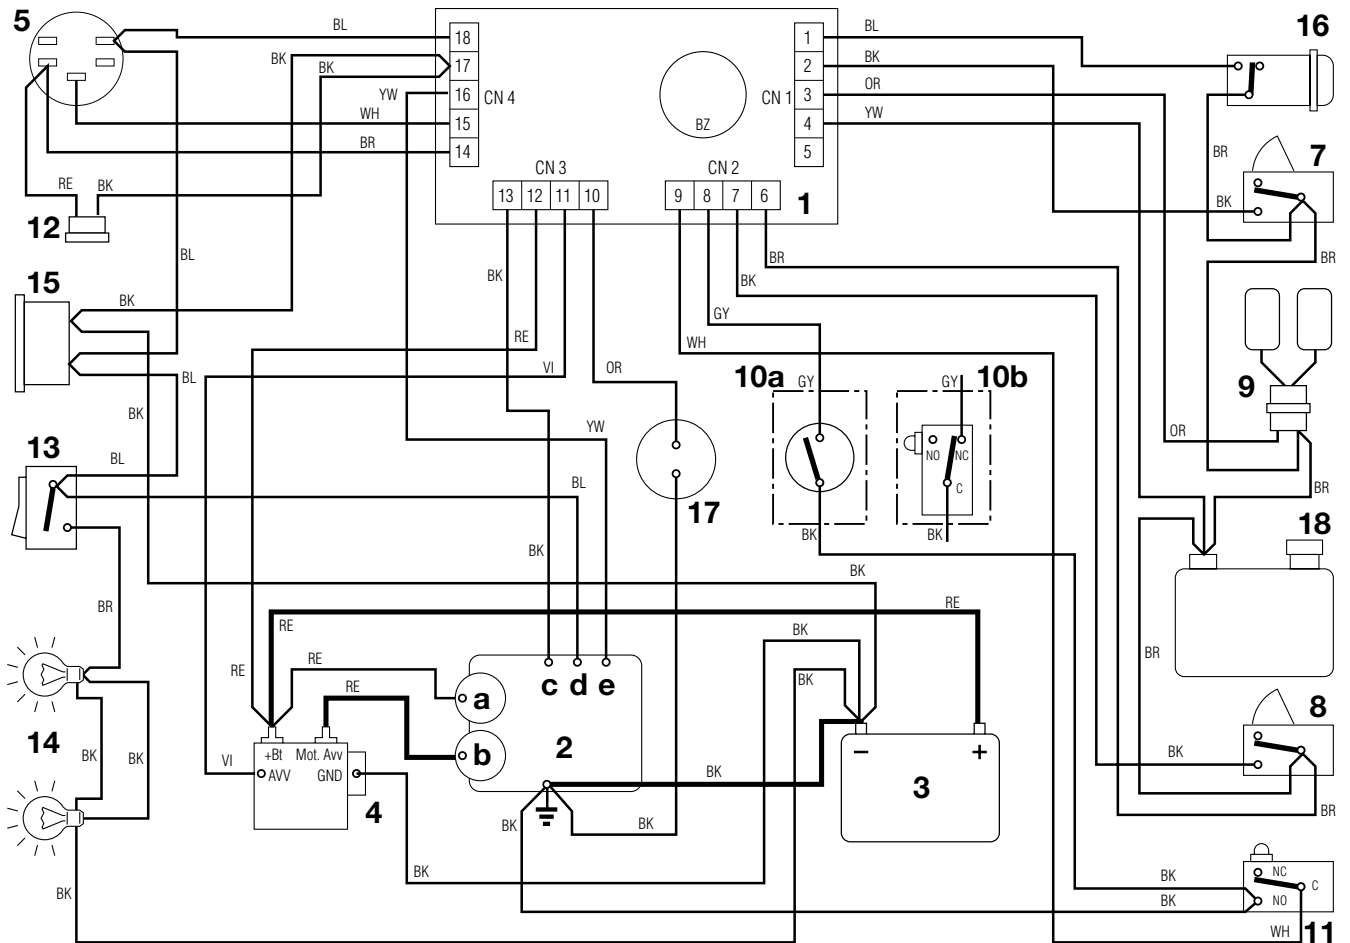 5 BL 18 1 BL 16
BK BK 17 2 BK
YW 16 CN 4 CN 1 3 OR
WH 15 BZ 4 YW
BR 14 5
CN 3 CN 2
RE BK 13 12 11 10 9 8 7 6 1 BR 7
12 BK
BL BK BR BR
15 BK BK
GY
RE WH
BL VI OR 10a GY GY 10b 9
BK
YW OR
13 BL NO NC
BL 17 C BR
BK BK 18
BK
BK
BR RE RE
BK
RE RE c d e BK BR
RE a 8
14 BK BK +Bt Mot. Avv b 2 – + BK
VI AVV GND BK 3
4 BK BK BR
BK NC C
BK BK NO
BK WH 11